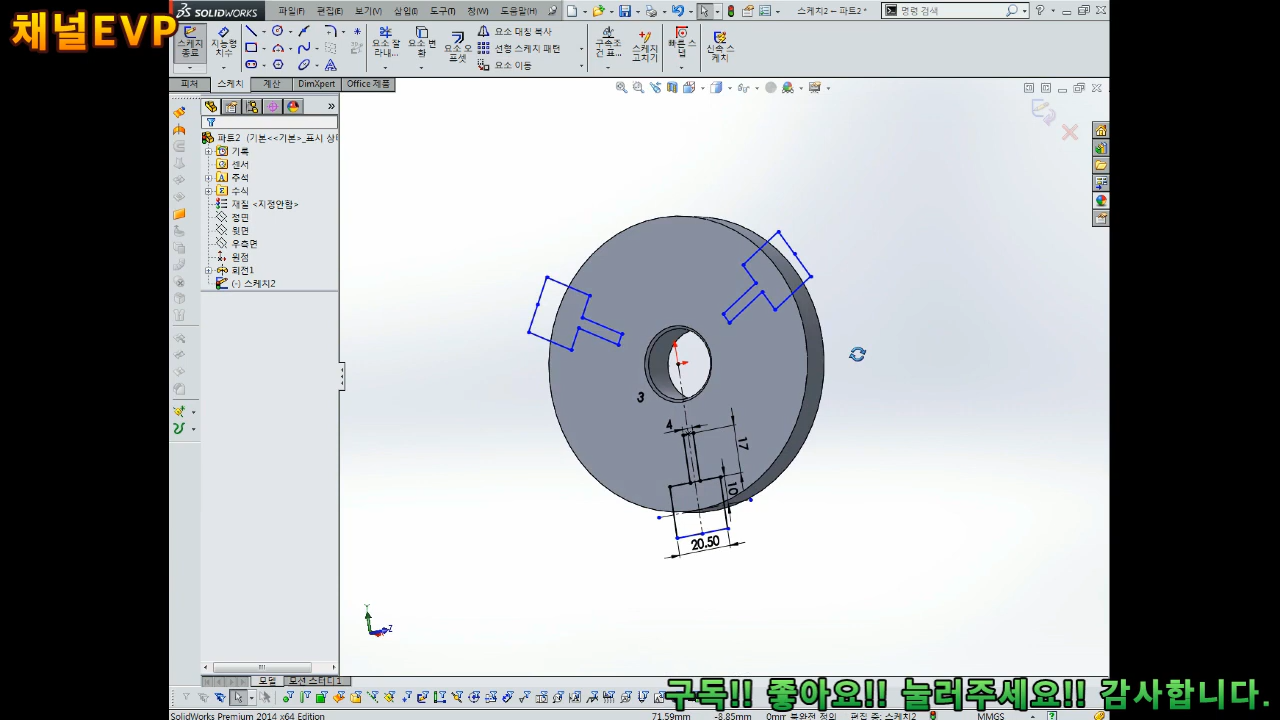 채널EVP
SOLIDWORKS
파일(F) 편집(E) 보기(V) 삽입(I) 도구(T) 창(W) 도움말(H)
스케치2 - 파트2 *
명령 검색
스케치 종료
지능형 치수
요소 잘라내...
요소 변환
요소 오프셋
요소 대칭 복사
선형 스케치 패턴
요소 이동
구속조건 표...
스케치 고치기
빠른 스냅
신속 스케치
피처 스케치 계산 DimXpert Office 제품
파트2 (기본<<기본>_표시 상
기록
센서
주석
수식
재질 <지정안함>
정면
윗면
우측면
원점
회전1
(-) 스케치2
3
4
17
10
20.50
Y
Z
모델 모션 스터디1
구독!! 좋아요!! 눌러주세요!! 감사합니다.
SolidWorks Premium 2014 x64 Edition
71.59mm -8.85mm 0mm 불완전 정의 편집 중: 스케치2 MMGS